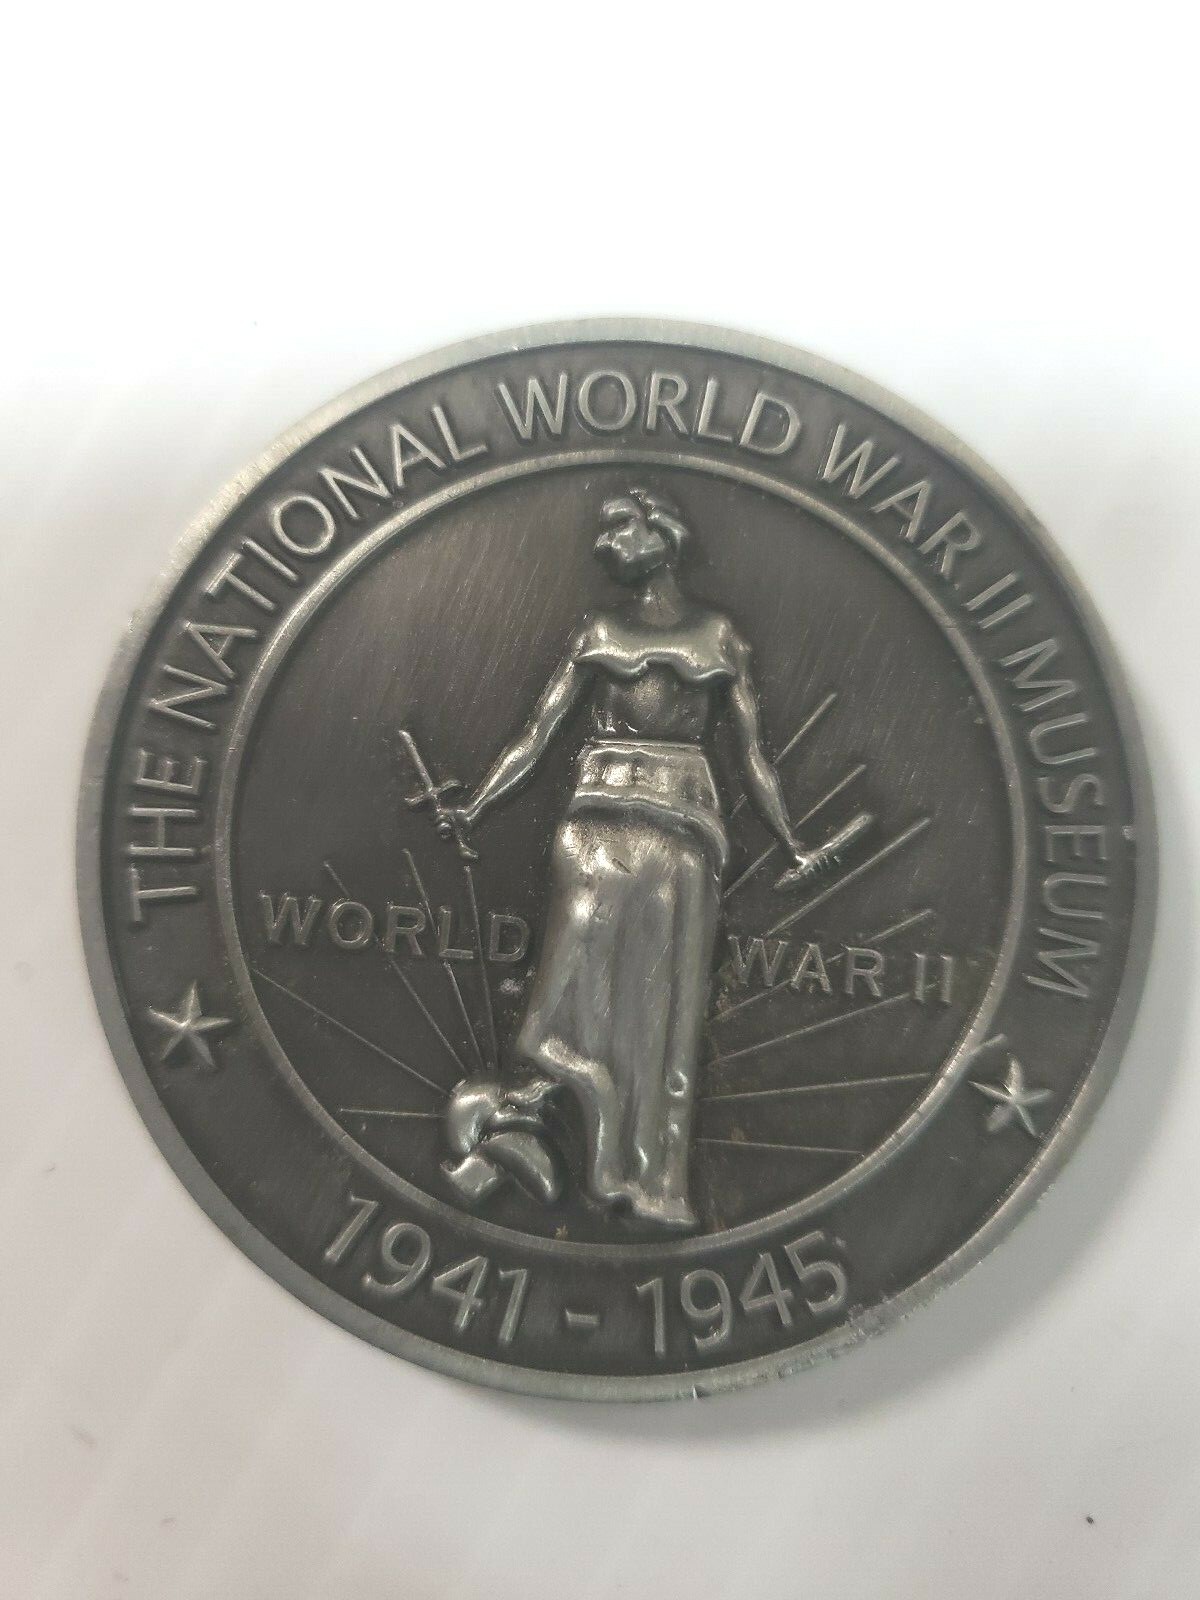 THE NATIONAL WORLD WAR II MUSEUM
WORLD WAR II
1941 - 1945